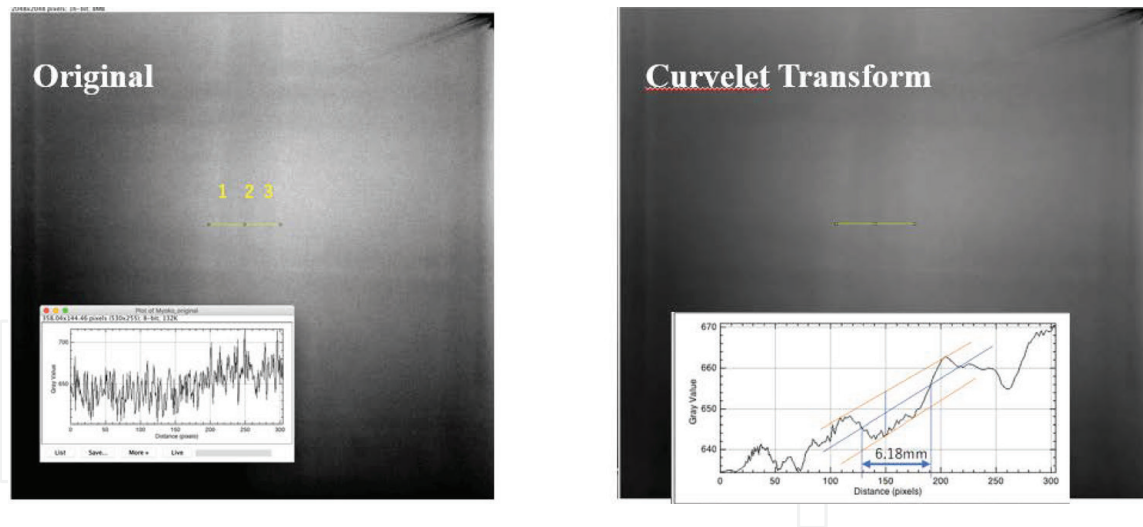 2048x2048 pixels; 16-bit; 8MB
Original
1 2 3
Plot of Myoko_original
358.04x144.46 pixels (530x255); 8-bit; 132K
700
650
Gray Value
0 50 100 150 200 250 300
Distance (pixels)
List Save... More » Live
Curvelet Transform
670
660
650
640
Gray Value
6.18mm
0 50 100 150 200 250 300
Distance (pixels)